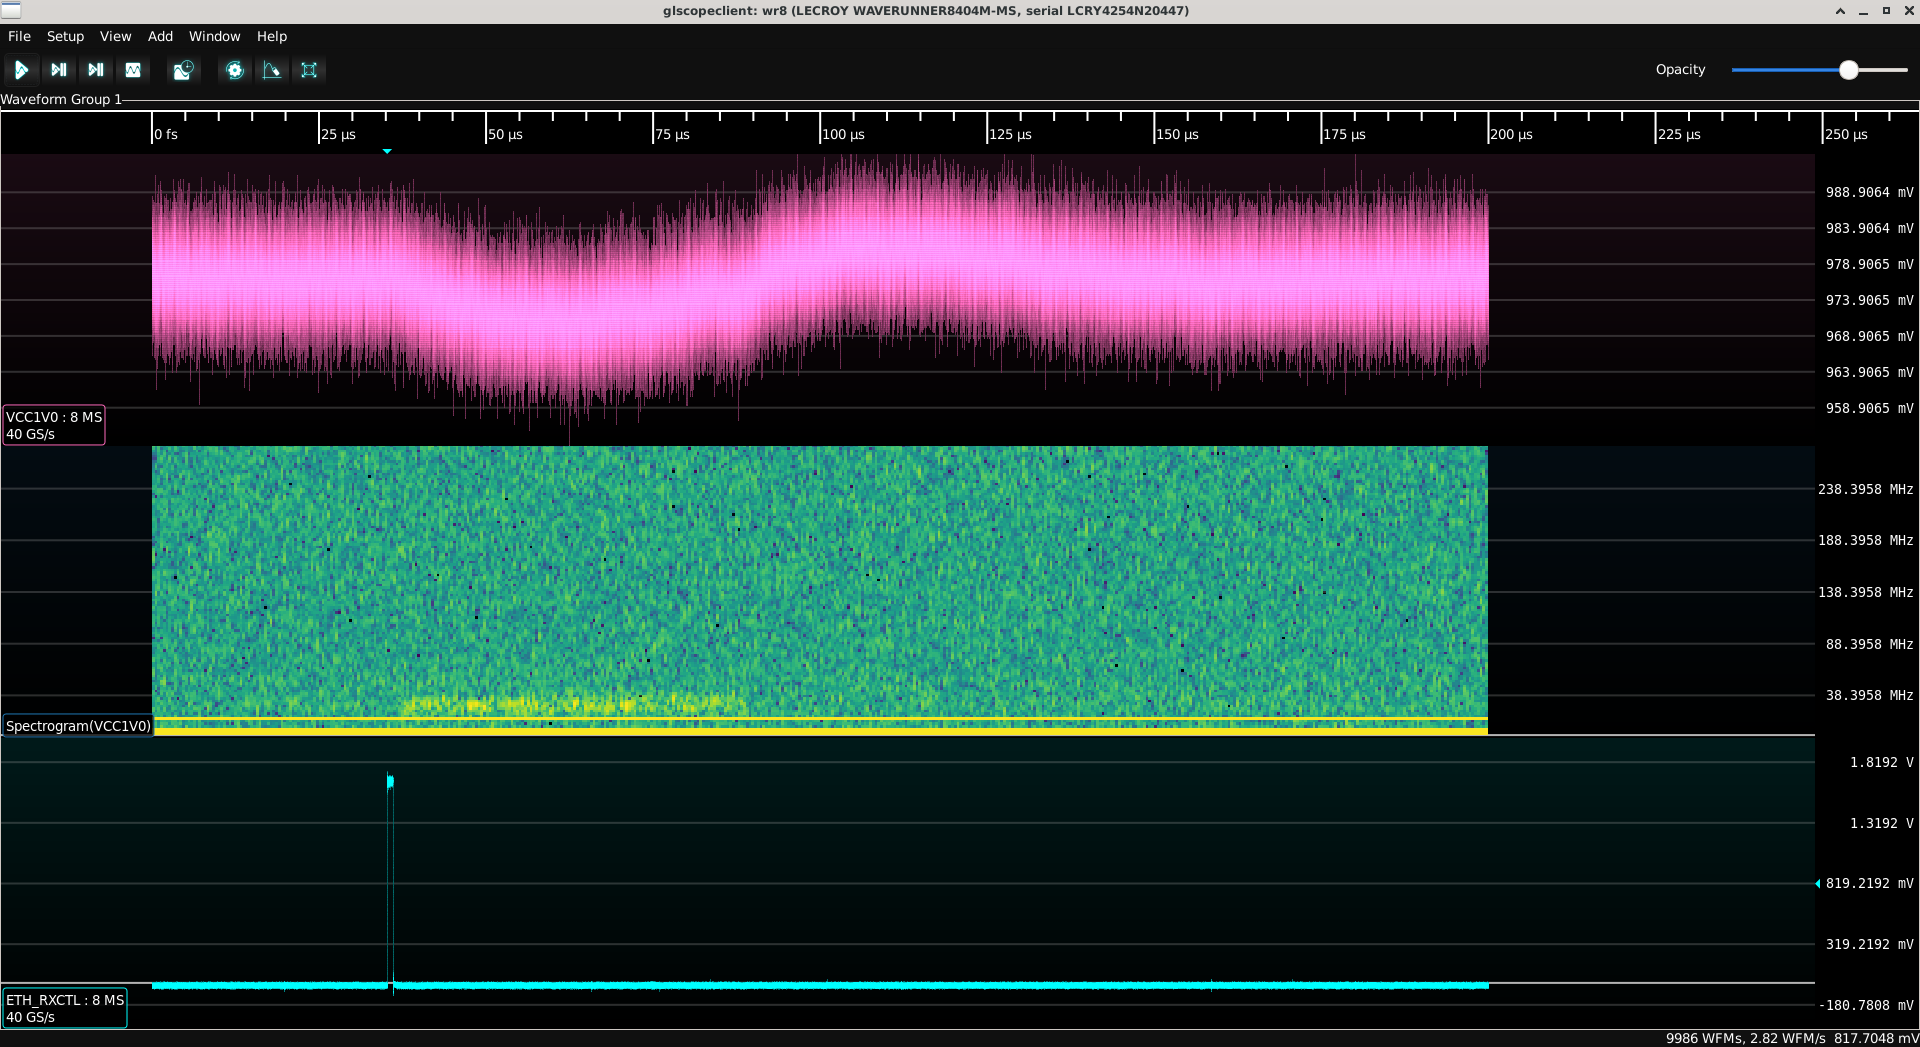 glscopeclient: wr8 (LECROY WAVERUNNER8404M-MS, serial LCRY4254N20447)
File Setup View Add Window Help
Opacity
Waveform Group 1
0 fs 25 µs 50 µs 75 µs 100 µs 125 µs 150 µs 175 µs 200 µs 225 µs 250 µs
988.9064 mV
983.9064 mV
978.9065 mV
973.9065 mV
968.9065 mV
963.9065 mV
958.9065 mV
VCC1V0 : 8 MS
40 GS/s
238.3958 MHz
188.3958 MHz
138.3958 MHz
88.3958 MHz
38.3958 MHz
Spectrogram(VCC1V0)
1.8192 V
1.3192 V
819.2192 mV
319.2192 mV
-180.7808 mV
ETH_RXCTL : 8 MS
40 GS/s
9986 WFMs, 2.82 WFM/s 817.7048 mV